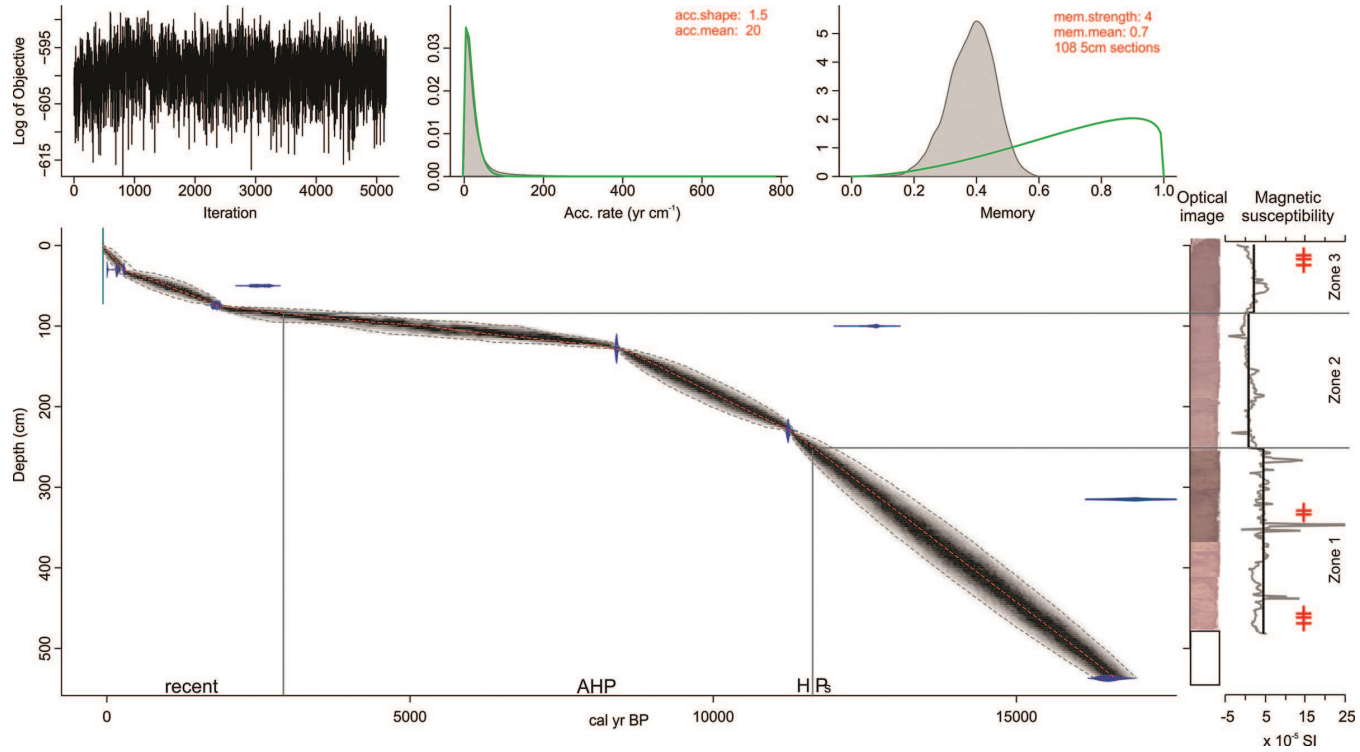 Log of Objective
-595
-605
-615
0
1000
2000
3000
4000
5000
Iteration
acc.shape: 1.5
acc.mean: 20
0.03
0.02
0.01
0.00
0
200
400
600
800
Acc. rate (yr cm⁻¹)
mem.strength: 4
mem.mean: 0.7
108 5cm sections
5
4
3
2
1
0
0.0
0.2
0.4
0.6
0.8
1.0
Memory
Optical
image
Magnetic
susceptibility
Depth (cm)
0
100
200
300
400
500
Zone 3
Zone 2
Zone 1
recent
AHP
0
5000
10000
15000
cal yr BP
-5
5
15
25
x 10⁻⁵ SI